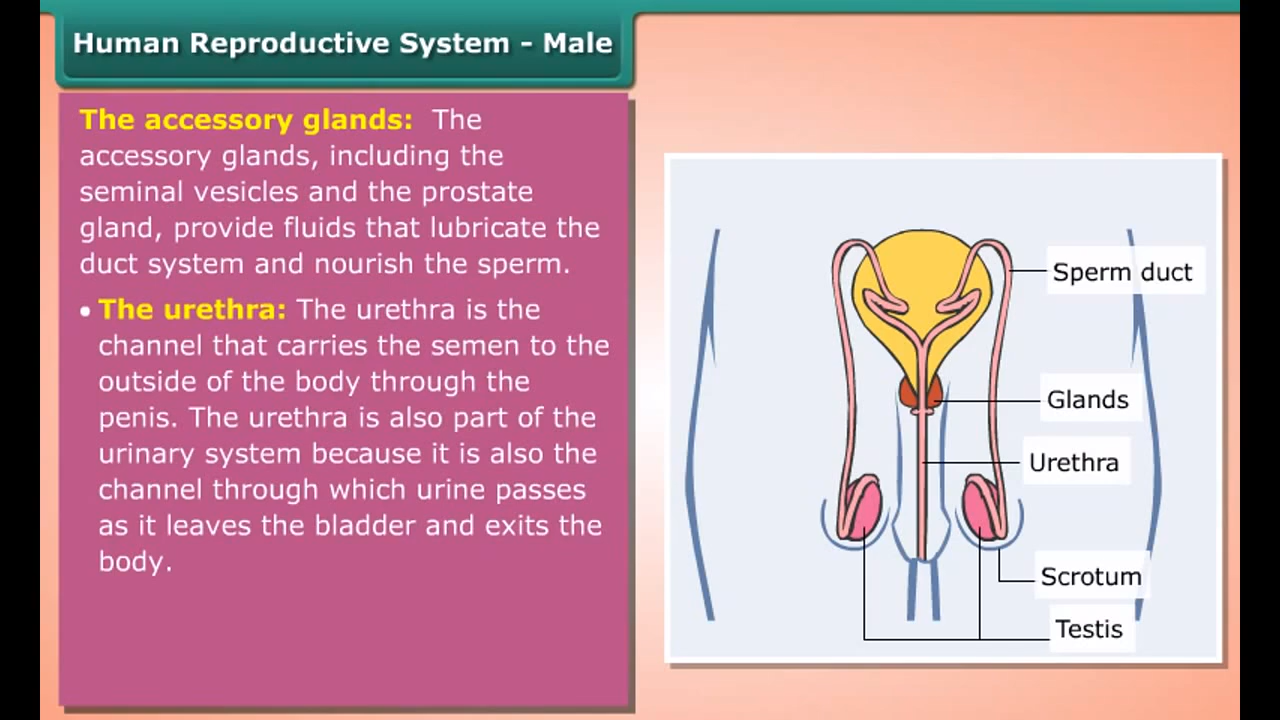 Human Reproductive System - Male
The accessory glands: The
accessory glands, including the
seminal vesicles and the prostate
gland, provide fluids that lubricate the
duct system and nourish the sperm.
• The urethra: The urethra is the
channel that carries the semen to the
outside of the body through the
penis. The urethra is also part of the
urinary system because it is also the
channel through which urine passes
as it leaves the bladder and exits the
body.
Sperm duct
Glands
Urethra
Scrotum
Testis